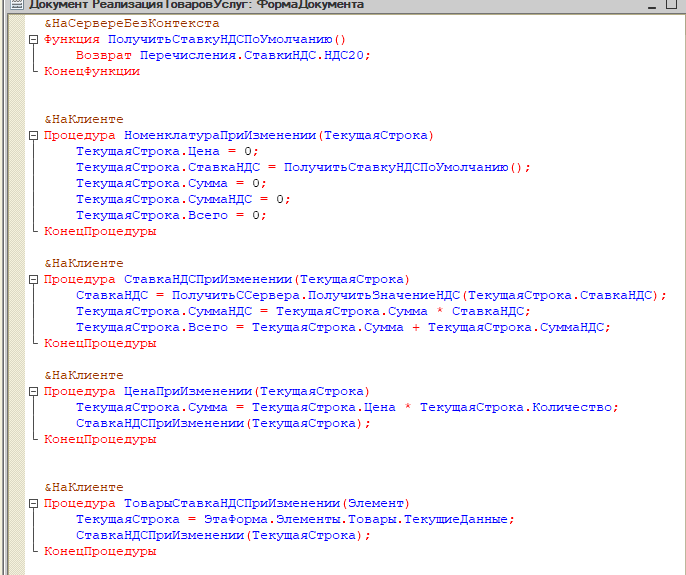 Документ РеализацияТоваровУслуг: ФормаДокумента
&НаСервереБезКонтекста
Функция ПолучитьСтавкуНДСПоУмолчанию()
Возврат Перечисления.СтавкиНДС.НДС20;
КонецФункции
&НаКлиенте
Процедура НоменклатураПриИзменении(ТекущаяСтрока)
ТекущаяСтрока.Цена = 0;
ТекущаяСтрока.СтавкаНДС = ПолучитьСтавкуНДСПоУмолчанию();
ТекущаяСтрока.Сумма = 0;
ТекущаяСтрока.СуммаНДС = 0;
ТекущаяСтрока.Всего = 0;
КонецПроцедуры
&НаКлиенте
Процедура СтавкаНДСПриИзменении(ТекущаяСтрока)
СтавкаНДС = ПолучитьССервера.ПолучитьЗначениеНДС(ТекущаяСтрока.СтавкаНДС);
ТекущаяСтрока.СуммаНДС = ТекущаяСтрока.Сумма * СтавкаНДС;
ТекущаяСтрока.Всего = ТекущаяСтрока.Сумма + ТекущаяСтрока.СуммаНДС;
КонецПроцедуры
&НаКлиенте
Процедура ЦенаПриИзменении(ТекущаяСтрока)
ТекущаяСтрока.Сумма = ТекущаяСтрока.Цена * ТекущаяСтрока.Количество;
СтавкаНДСПриИзменении(ТекущаяСтрока);
КонецПроцедуры
&НаКлиенте
Процедура ТоварыСтавкаНДСПриИзменении(Элемент)
ТекущаяСтрока = ЭтаФорма.Элементы.Товары.ТекущиеДанные;
СтавкаНДСПриИзменении(ТекущаяСтрока);
КонецПроцедуры